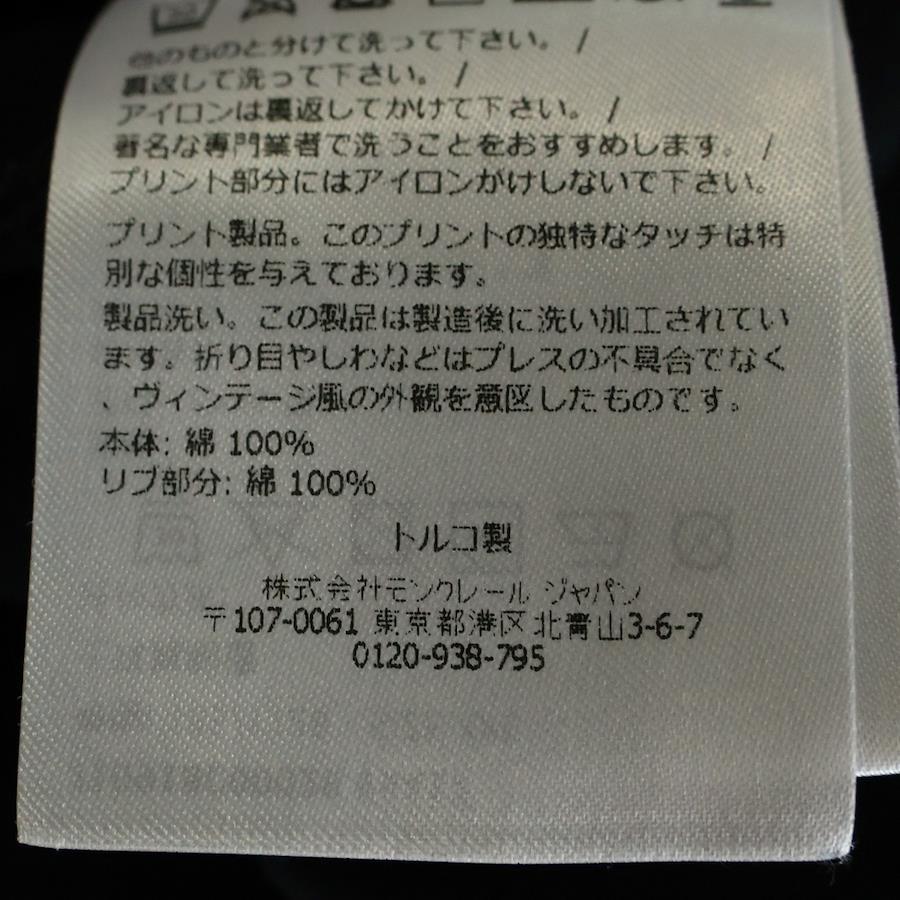 色のものと分けて洗って下さい。 /
裏返して洗って下さい。 /
アイロンは裏返してかけて下さい。 /
著名な専門業者で洗うことをおすすめします。 /
プリント部分にはアイロンがけしないで下さい。
プリント製品。このプリントの独特なタッチは特
別な個性を与えております。
製品洗い。この製品は製造後に洗い加工されてい
ます。折り目やしわなどはプレスの不具合でなく
、ヴィンテージ風の外観を意図したものです。
本体: 綿 100%
リブ部分: 綿 100%
トルコ製
株式会社モンクレール ジャパン
〒107-0061 東京都港区北青山3-6-7
0120-938-795